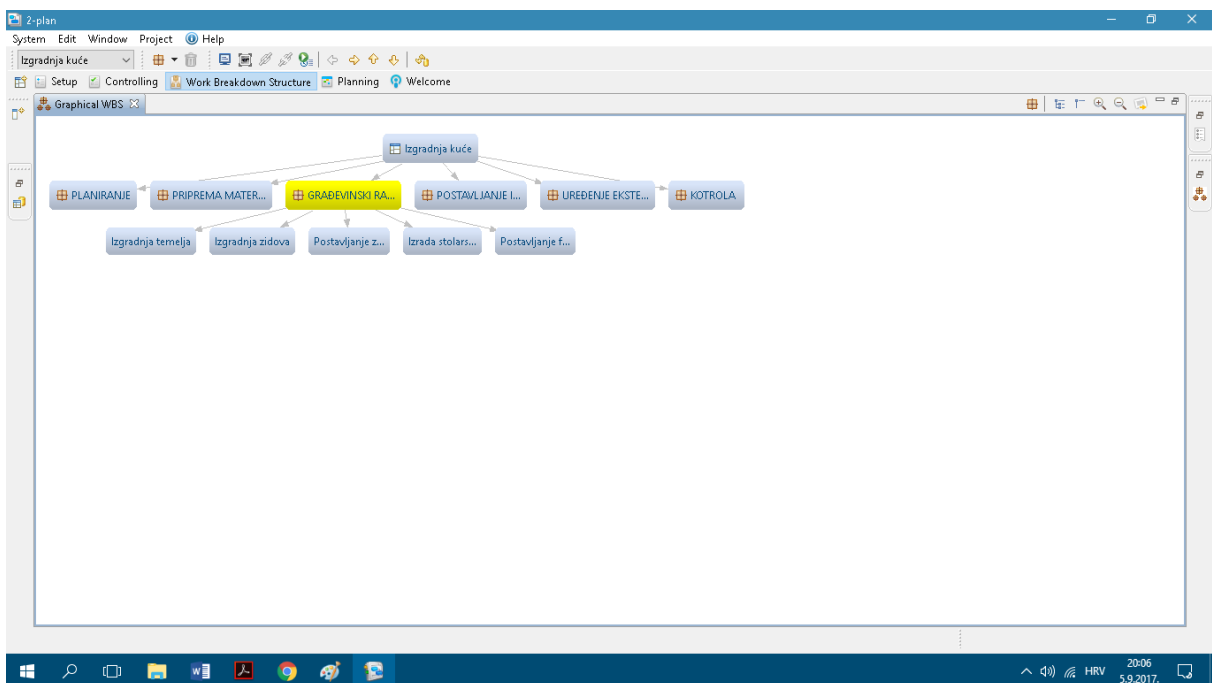 2-plan
System Edit Window Project Help
Izgradnja kuće
Setup Controlling Work Breakdown Structure Planning Welcome
Graphical WBS
Izgradnja kuće
PLANIRANJE PRIPREMA MATER... GRAĐEVINSKI RA... POSTAVLJANJE I... UREĐENJE EKSTE... KOTROLA
Izgradnja temelja Izgradnja zidova Postavljanje z... Izrada stolars... Postavljanje f...
HRV 20:06
5.9.2017.